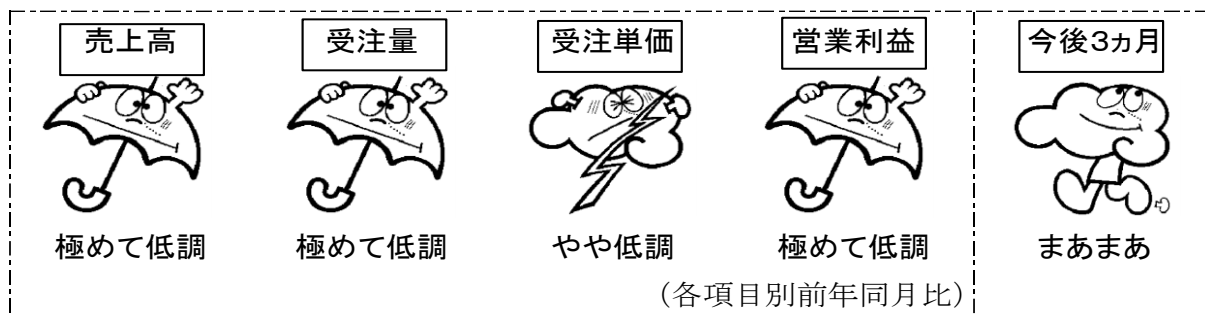 売上高 受注量 受注単価 営業利益 今後3ヵ月
極めて低調 極めて低調 やや低調 極めて低調 まあまあ
（各項目別前年同月比）